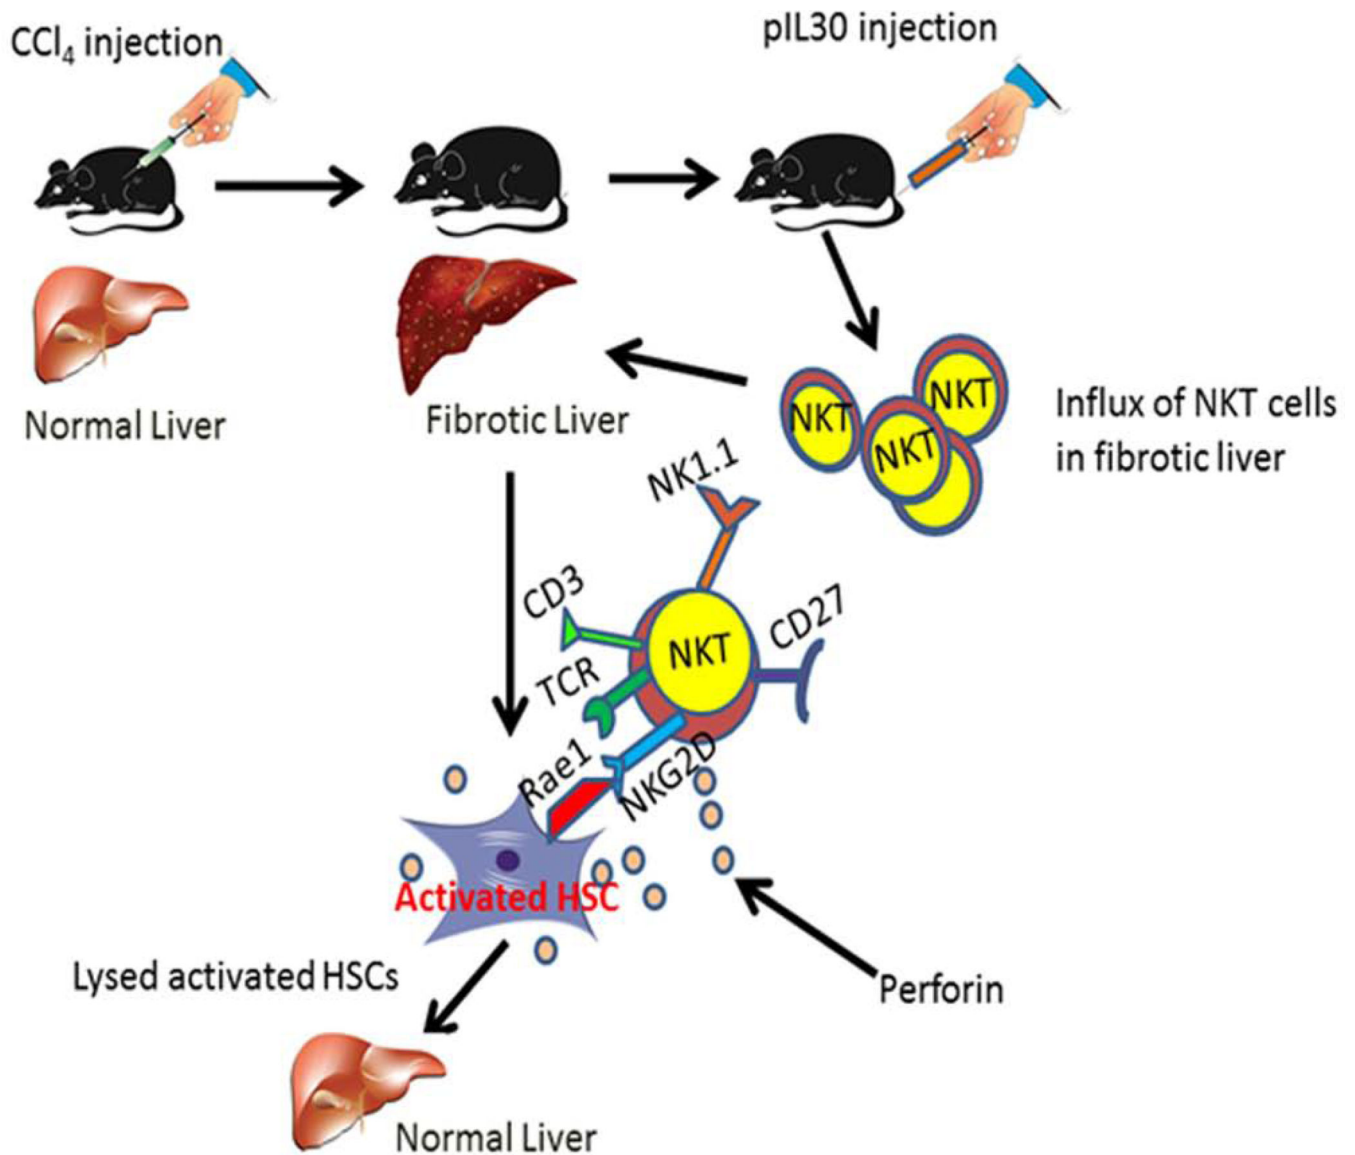 CCl₄ injection
pIL30 injection
Normal Liver
Fibrotic Liver
NKT
NKT
NKT
Influx of NKT cells
in fibrotic liver
NK1.1
CD3
TCR
NKT
CD27
Rae1
NKG2D
Activated HSC
Lysed activated HSCs
Perforin
Normal Liver